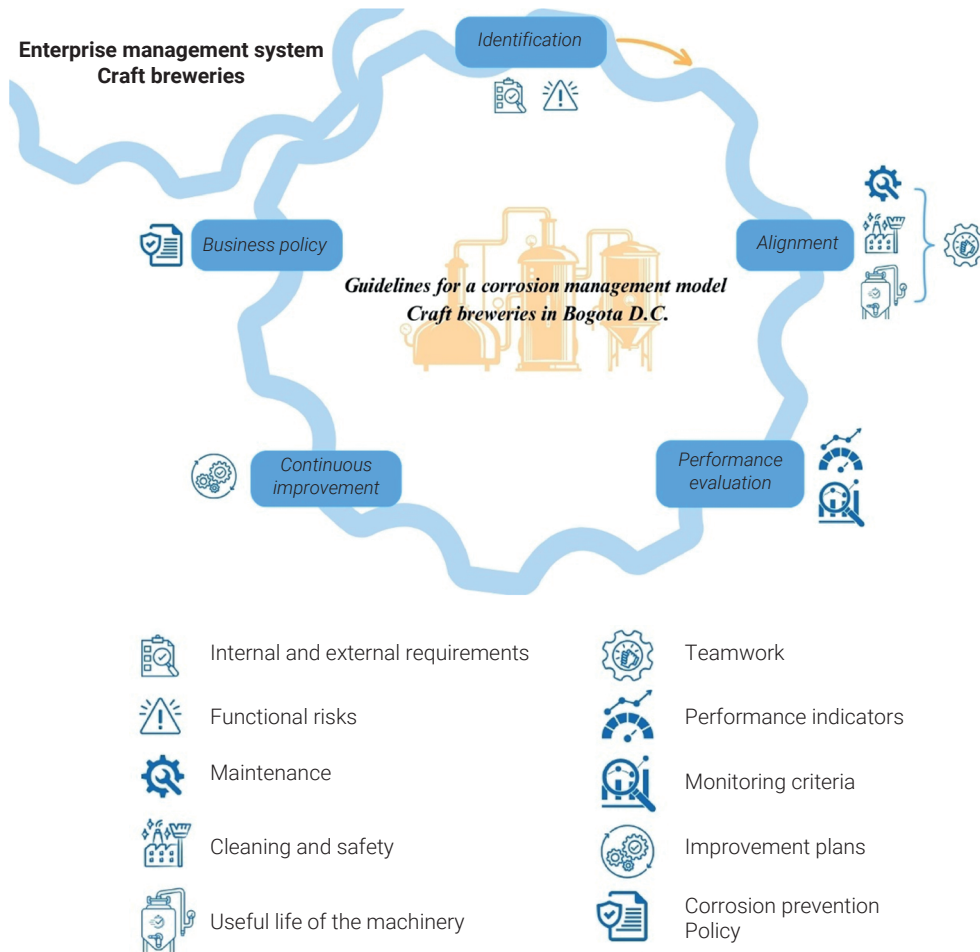 Enterprise management system
Craft breweries
Identification
Business policy
Alignment
Guidelines for a corrosion management model
Craft breweries in Bogota D.C.
Continuous
improvement
Performance
evaluation
Internal and external requirements
Teamwork
Functional risks
Performance indicators
Maintenance
Monitoring criteria
Cleaning and safety
Improvement plans
Useful life of the machinery
Corrosion prevention
Policy